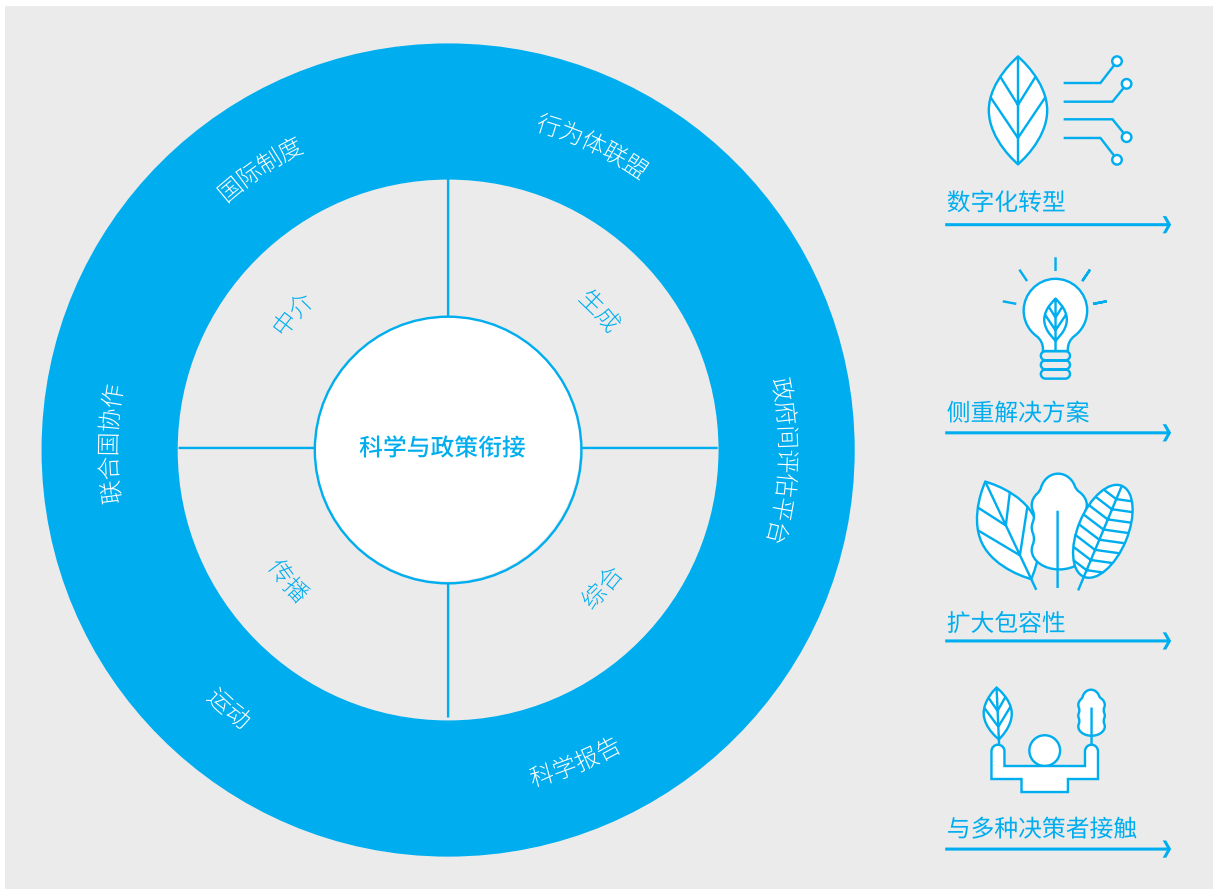 国际制度
行为体联盟
中介
生成
联合国协作
科学与政策衔接
政府间评估平台
传播
综合
运动
科学报告
数字化转型
侧重解决方案
扩大包容性
与多种决策者接触